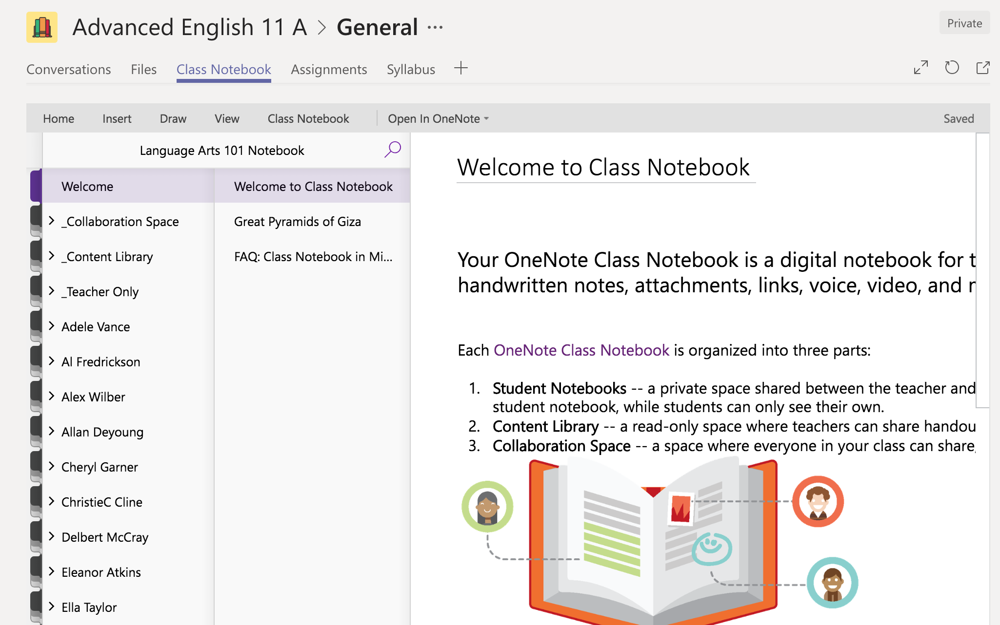 Advanced English 11 A > General ...
Private
Conversations Files Class Notebook Assignments Syllabus
Home Insert Draw View Class Notebook Open In OneNote Saved
Language Arts 101 Notebook
Welcome
_Collaboration Space
_Content Library
_Teacher Only
Adele Vance
Al Fredrickson
Alex Wilber
Allan Deyoung
Cheryl Garner
ChristieC Cline
Delbert McCray
Eleanor Atkins
Ella Taylor
Welcome to Class Notebook
Great Pyramids of Giza
FAQ: Class Notebook in Mi...
Welcome to Class Notebook
Your OneNote Class Notebook is a digital notebook for
handwritten notes, attachments, links, voice, video, and
Each OneNote Class Notebook is organized into three parts:
1. Student Notebooks -- a private space shared between the teacher and
student notebook, while students can only see their own.
2. Content Library -- a read-only space where teachers can share handou
3. Collaboration Space -- a space where everyone in your class can share,